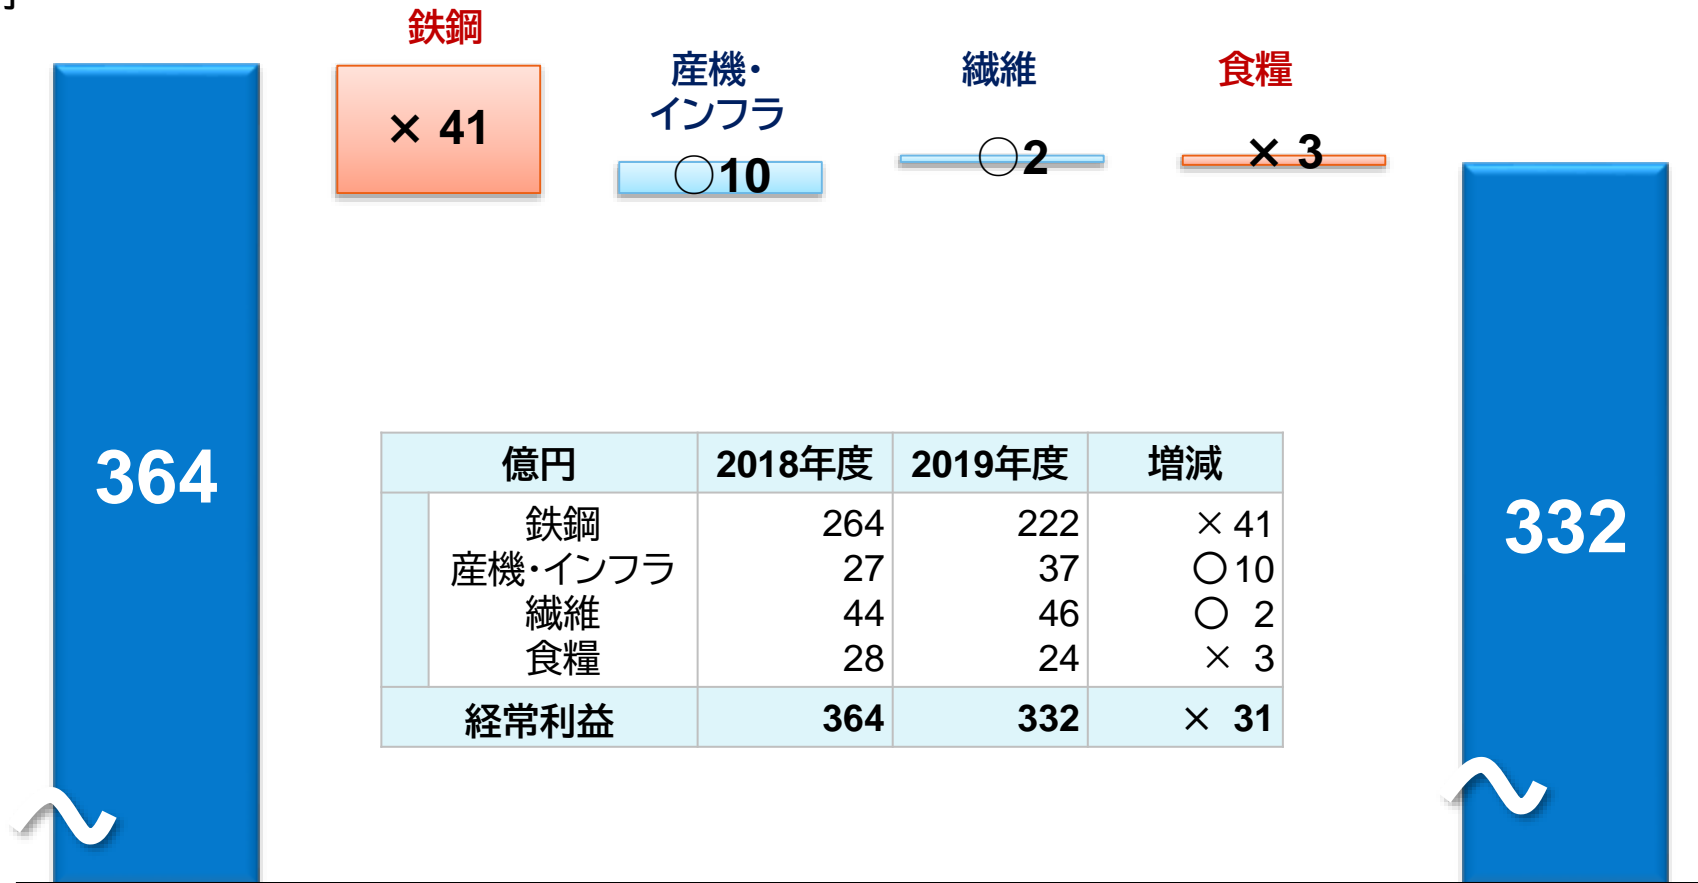 鉄鋼
産機・
インフラ
繊維
食糧
× 41
○10
○2
× 3
364
332
億円 2018年度 2019年度 増減
鉄鋼 264 222 × 41
産機・インフラ 27 37 ○10
繊維 44 46 ○ 2
食糧 28 24 × 3
経常利益 364 332 × 31